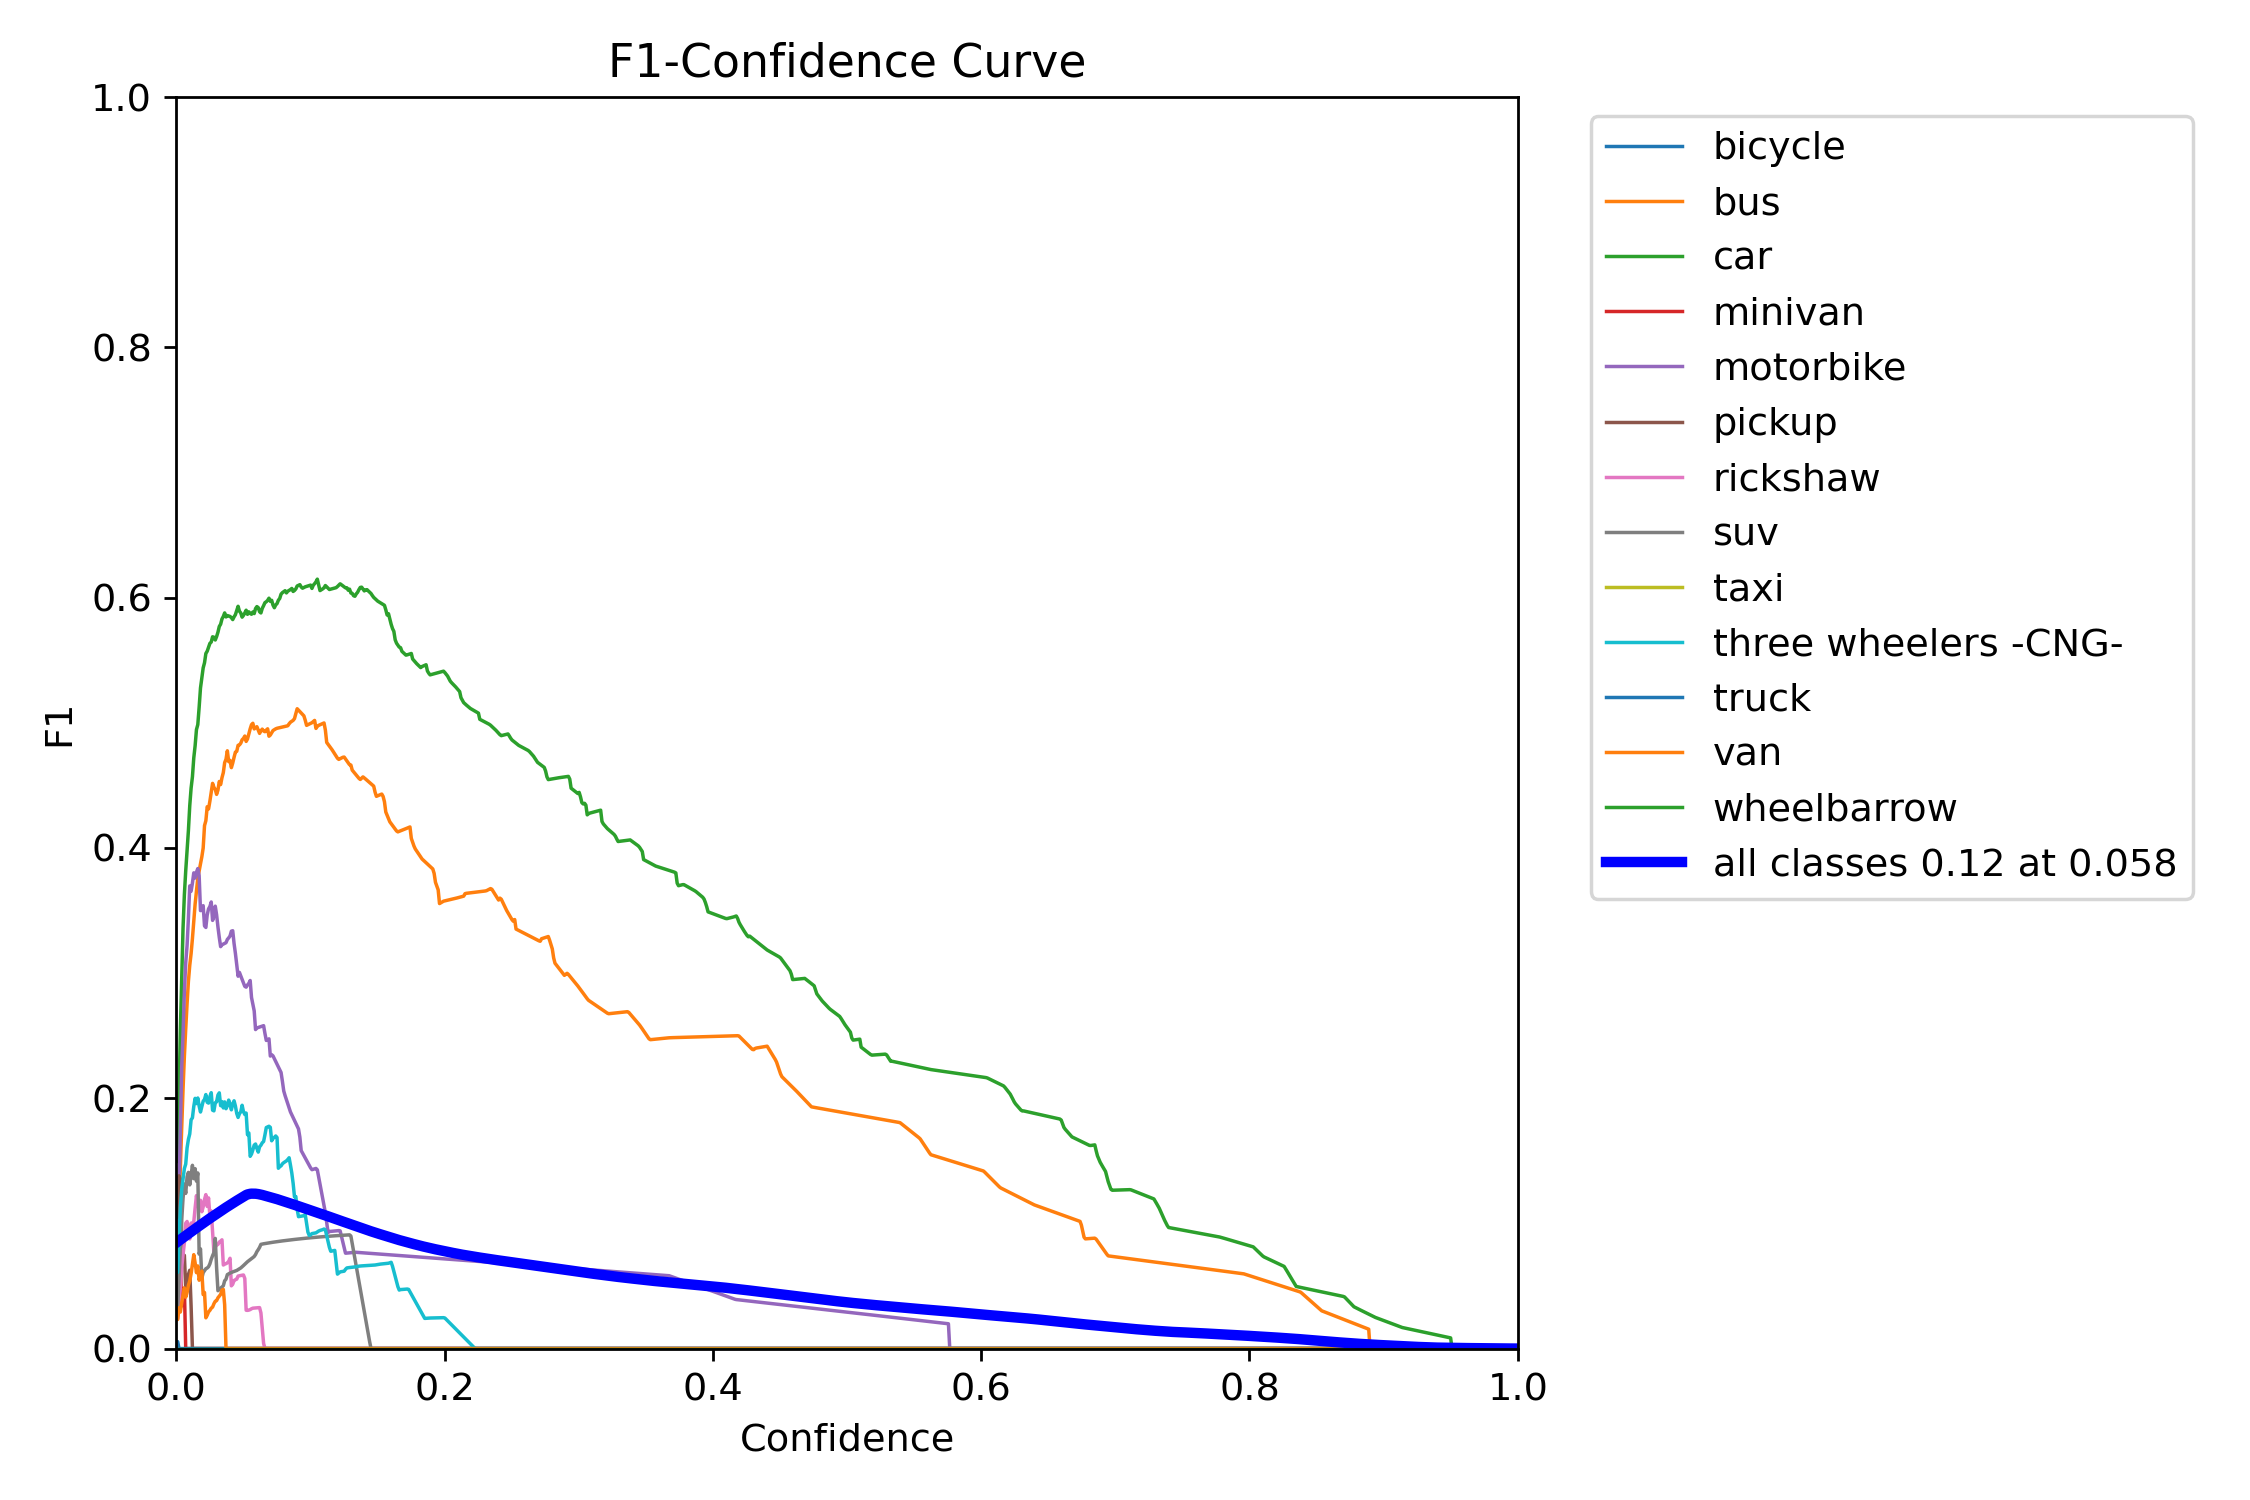 F1-Confidence Curve
1.0
0.8
0.6
0.4
0.2
0.0
F1
0.0 0.2 0.4 0.6 0.8 1.0
Confidence
bicycle
bus
car
minivan
motorbike
pickup
rickshaw
suv
taxi
three wheelers -CNG-
truck
van
wheelbarrow
all classes 0.12 at 0.058